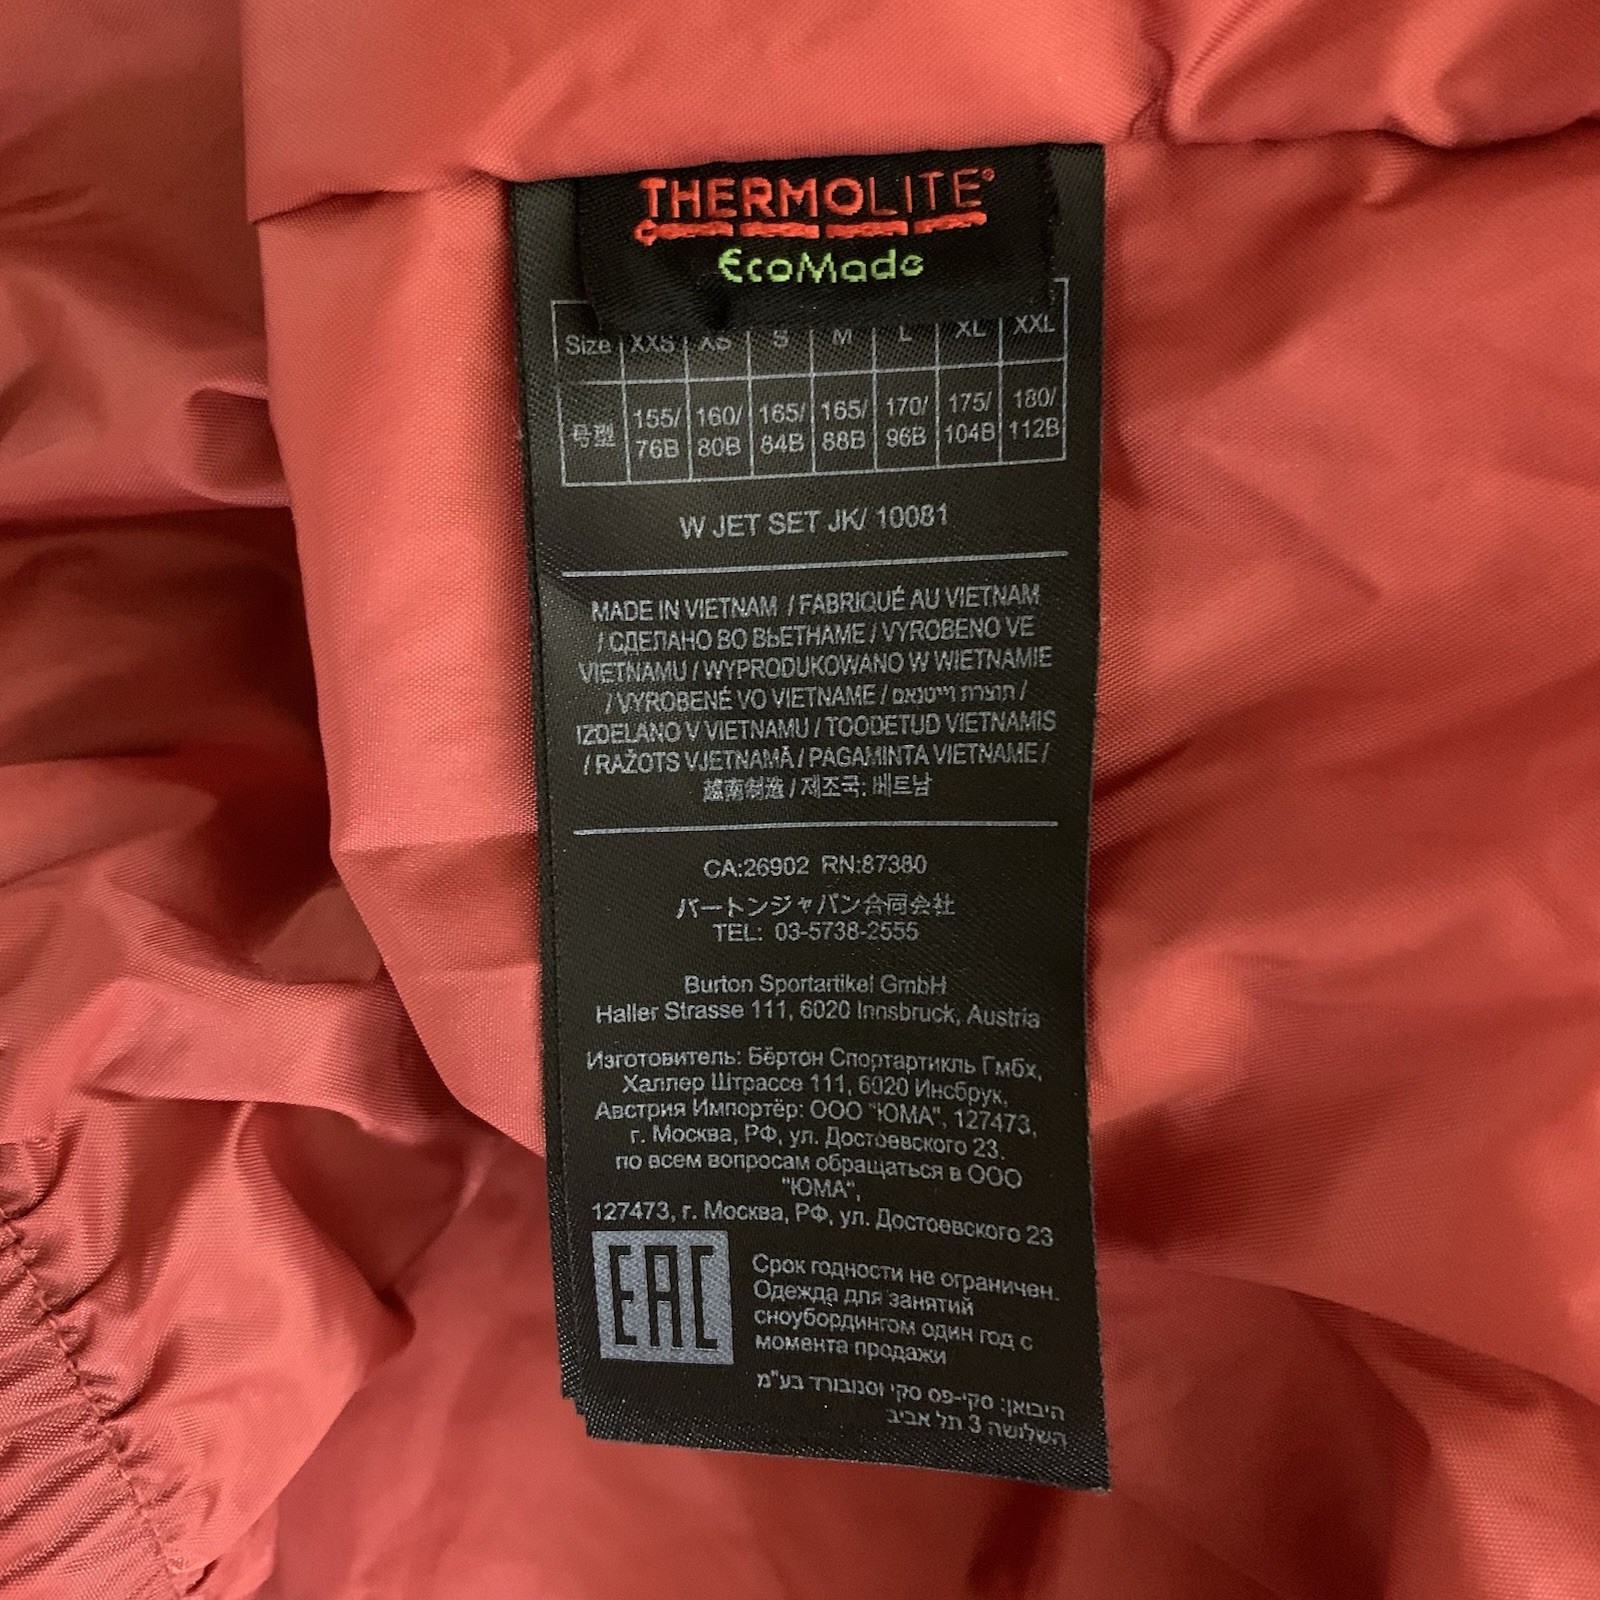 THERMOLITE®
EcoMade
Size XXS XS S M L XL XXL
号型 155/76B 160/80B 165/84B 165/88B 170/96B 175/104B 180/112B
W JET SET JK/ 10081
MADE IN VIETNAM / FABRIQUÉ AU VIETNAM
/ СДЕЛАНО ВО ВЬЕТНАМЕ / VYROBENO VE
VIETNAMU / WYPRODUKOWANO W WIETNAMIE
/ VYROBENÉ VO VIETNAME / תוצרת וייטנאם /
IZDELANO V VIETNAMU / TOODETUD VIETNAMIS
/ RAŽOTS VJETNAMĀ / PAGAMINTA VIETNAME /
越南制造 / 제조국: 베트남
CA:26902 RN:87380
バートンジャパン合同会社
TEL: 03-5738-2555
Burton Sportartikel GmbH
Haller Strasse 111, 6020 Innsbruck, Austria
Изготовитель: Бёртон Спортартикль Гмбх,
Халлер Штрассе 111, 6020 Инсбрук,
Австрия Импортёр: ООО "ЮМА", 127473,
г. Москва, РФ, ул. Достоевского 23.
по всем вопросам обращаться в ООО
"ЮМА",
127473, г. Москва, РФ, ул. Достоевского 23
EAC
Срок годности не ограничен.
Одежда для занятий
сноубордингом один год с
момента продажи
היבואן: סקי-פס סקי וסנובורד בע"מ
השלושה 3 תל אביב